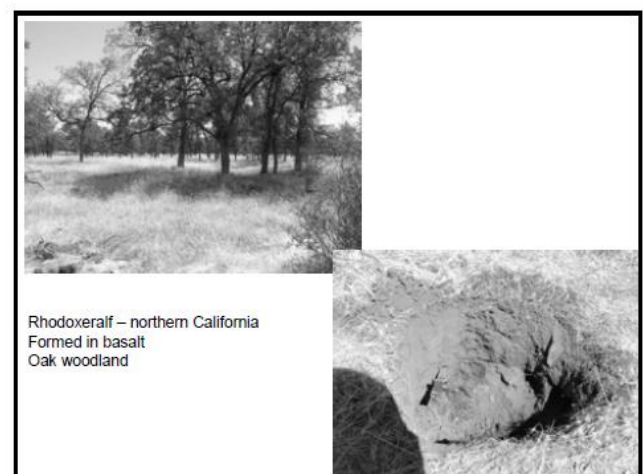 Rhodoxeralf – northern California
Formed in basalt
Oak woodland